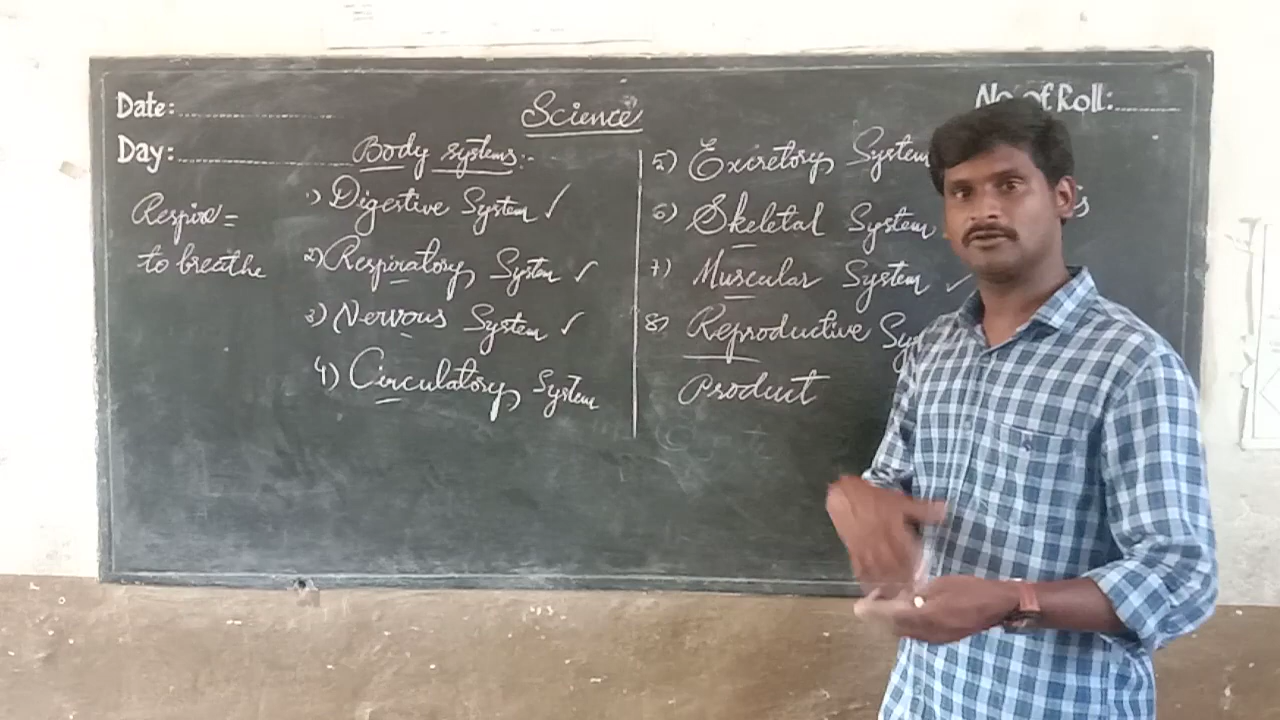 Date:
Day:
No. of Roll:
Science
Body systems:-
Respire =
to breathe
1) Digestive System ✓
2) Respiratory System ✓
3) Nervous System ✓
4) Circulatory System
5) Excretory System
6) Skeletal System
7) Muscular System ✓
8) Reproductive Sy
Product